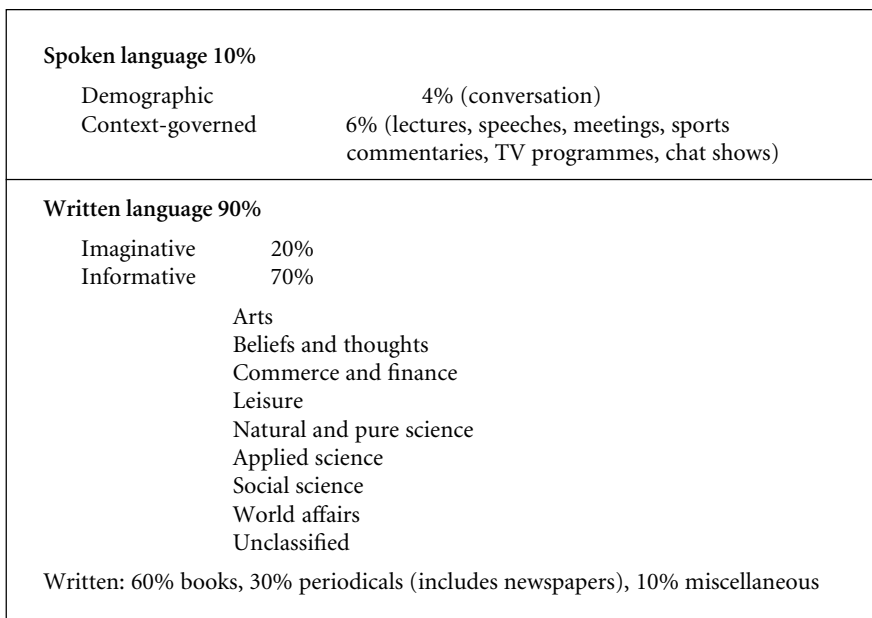 Spoken language 10%
Demographic 4% (conversation)
Context-governed 6% (lectures, speeches, meetings, sports
commentaries, TV programmes, chat shows)
Written language 90%
Imaginative 20%
Informative 70%
Arts
Beliefs and thoughts
Commerce and finance
Leisure
Natural and pure science
Applied science
Social science
World affairs
Unclassified
Written: 60% books, 30% periodicals (includes newspapers), 10% miscellaneous